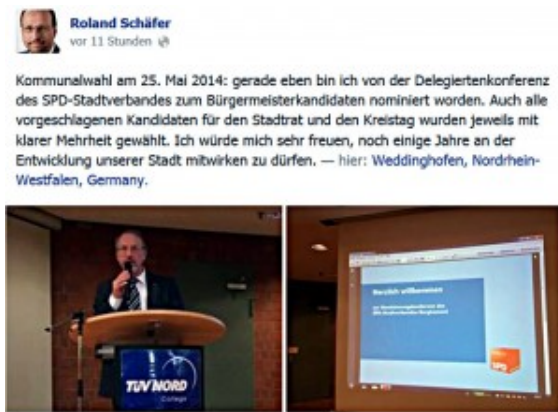 Roland Schäfer
vor 11 Stunden
Kommunalwahl am 25. Mai 2014: gerade eben bin ich von der Delegiertenkonferenz
des SPD-Stadtverbandes zum Bürgermeisterkandidaten nominiert worden. Auch alle
vorgeschlagenen Kandidaten für den Stadtrat und den Kreistag wurden jeweils mit
klarer Mehrheit gewählt. Ich würde mich sehr freuen, noch einige Jahre an der
Entwicklung unserer Stadt mitwirken zu dürfen. — hier: Weddinghofen, Nordrhein-
Westfalen, Germany.
TÜV NORD
College
Herzlich willkommen
SPD